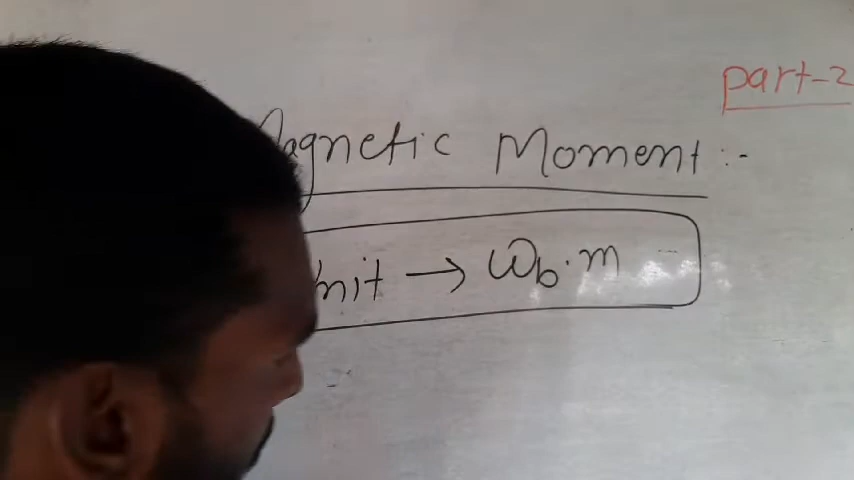 part-2
Magnetic Moment :-
Unit → Wb.m